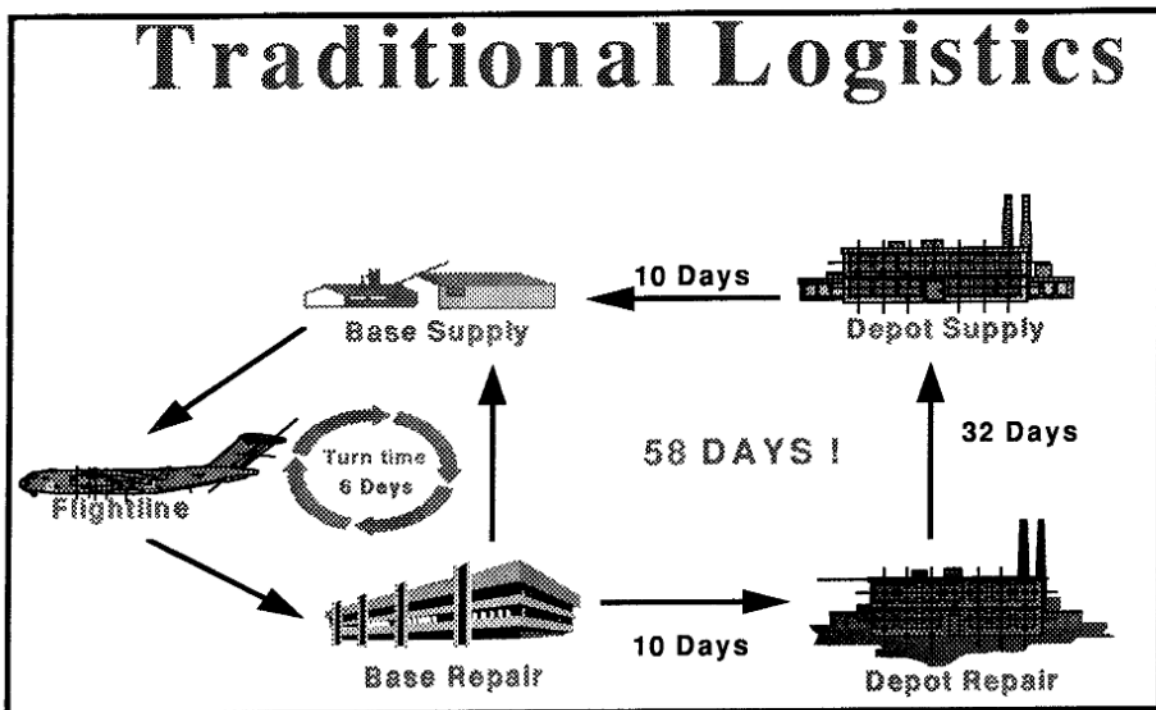 Traditional Logistics
10 Days
Base Supply
Depot Supply
58 DAYS !
32 Days
Turn time
6 Days
Flightline
10 Days
Base Repair
Depot Repair